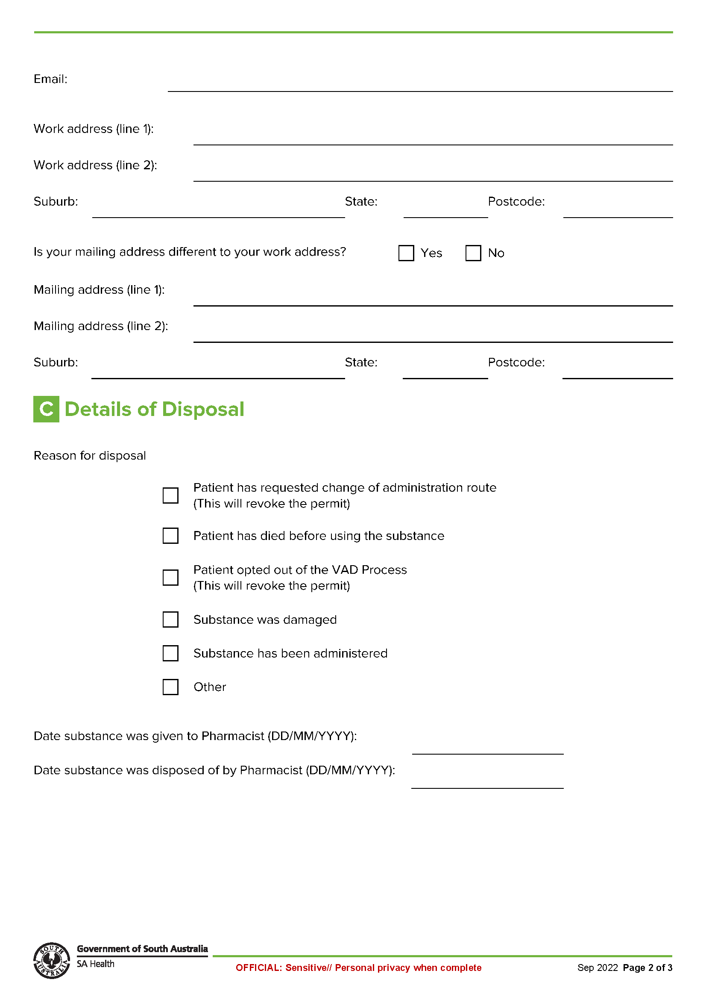 Email:
Work address (line 1):
Work address (line 2):
Suburb: State: Postcode:
Is your mailing address different to your work address? Yes No
Mailing address (line 1):
Mailing address (line 2):
Suburb: State: Postcode:
C Details of Disposal
Reason for disposal
Patient has requested change of administration route
(This will revoke the permit)
Patient has died before using the substance
Patient opted out of the VAD Process
(This will revoke the permit)
Substance was damaged
Substance has been administered
Other
Date substance was given to Pharmacist (DD/MM/YYYY):
Date substance was disposed of by Pharmacist (DD/MM/YYYY):
SOUTH AUSTRALIA
Government of South Australia
SA Health
OFFICIAL: Sensitive// Personal privacy when complete
Sep 2022 Page 2 of 3